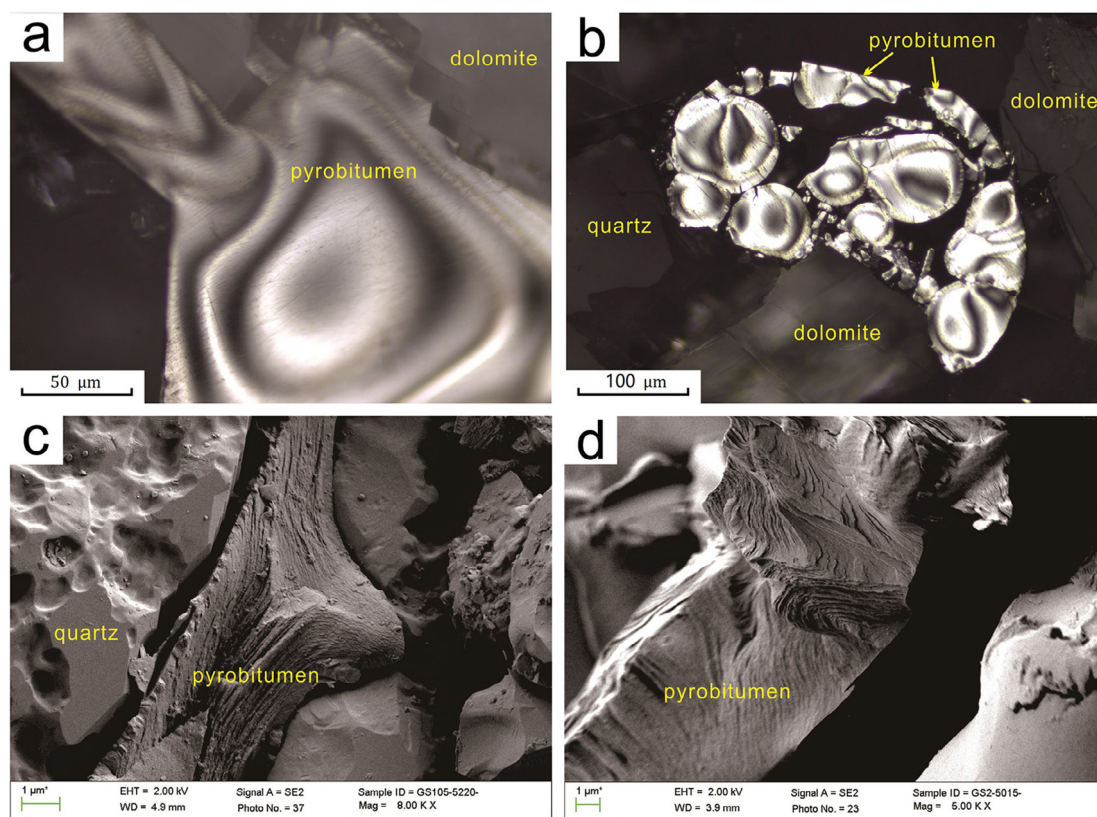 a
dolomite
pyrobitumen
50 μm
b
pyrobitumen
dolomite
quartz
dolomite
100 μm
c
quartz
pyrobitumen
1 µm*
EHT = 2.00 kV
Signal A = SE2
Sample ID = GS105-5220-
WD = 4.9 mm
Photo No. = 37
Mag = 8.00 K X
d
pyrobitumen
1 µm*
EHT = 2.00 kV
Signal A = SE2
Sample ID = GS2-5015-
WD = 3.9 mm
Photo No. = 23
Mag = 5.00 K X